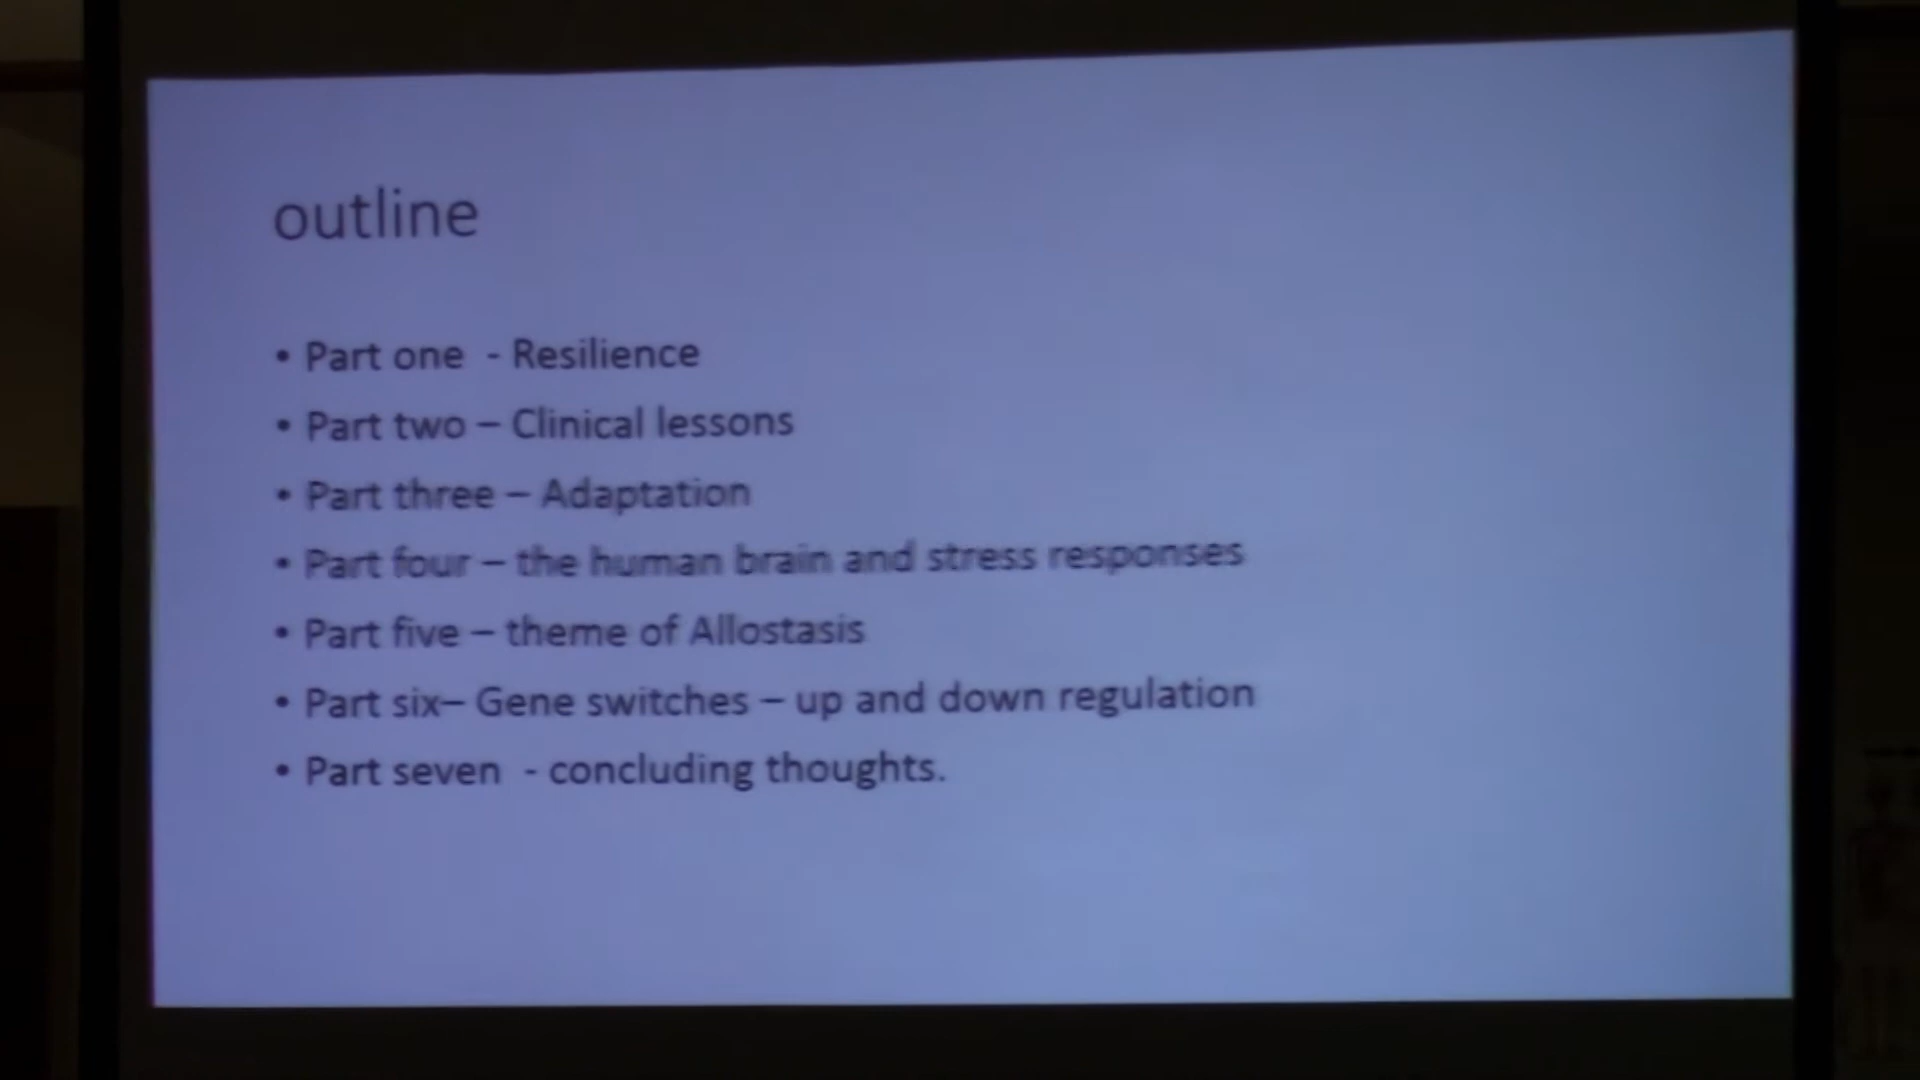 outline
• Part one  - Resilience
• Part two – Clinical lessons
• Part three – Adaptation
• Part four – the human brain and stress responses
• Part five – theme of Allostasis
• Part six– Gene switches – up and down regulation
• Part seven  - concluding thoughts.